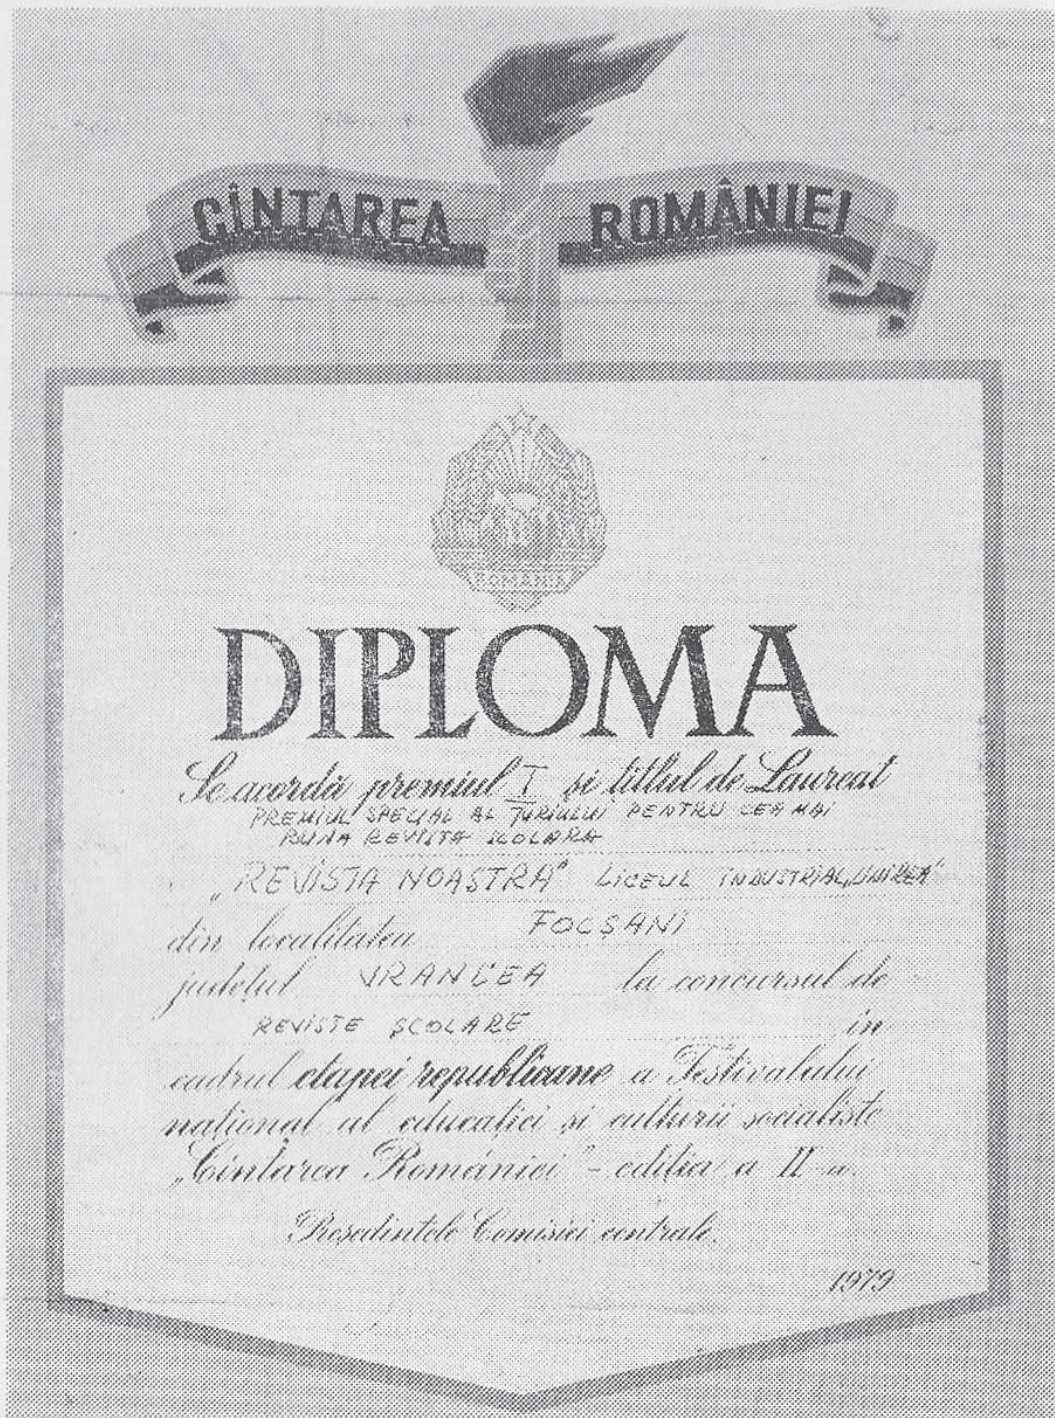 CÎNTAREA ROMÂNIEI
ROMANIA
DIPLOMA
Se acordă premiul I și titlul de Laureat
PREMIUL SPECIAL AL JURIULUI PENTRU CEA MAI
BUNA REVISTA SCOLARA
„REVISTA NOASTRA” LICEUL INDUSTRIAL „UNIREA”
din localitatea FOCȘANI
județul VRANCEA la concursul de
REVISTE ȘCOLARE în
cadrul etapei republicane a Festivalului
național al educației și culturii socialiste
„Cîntarea României” - ediția a II-a.
Președintele Comisiei centrale.
1979